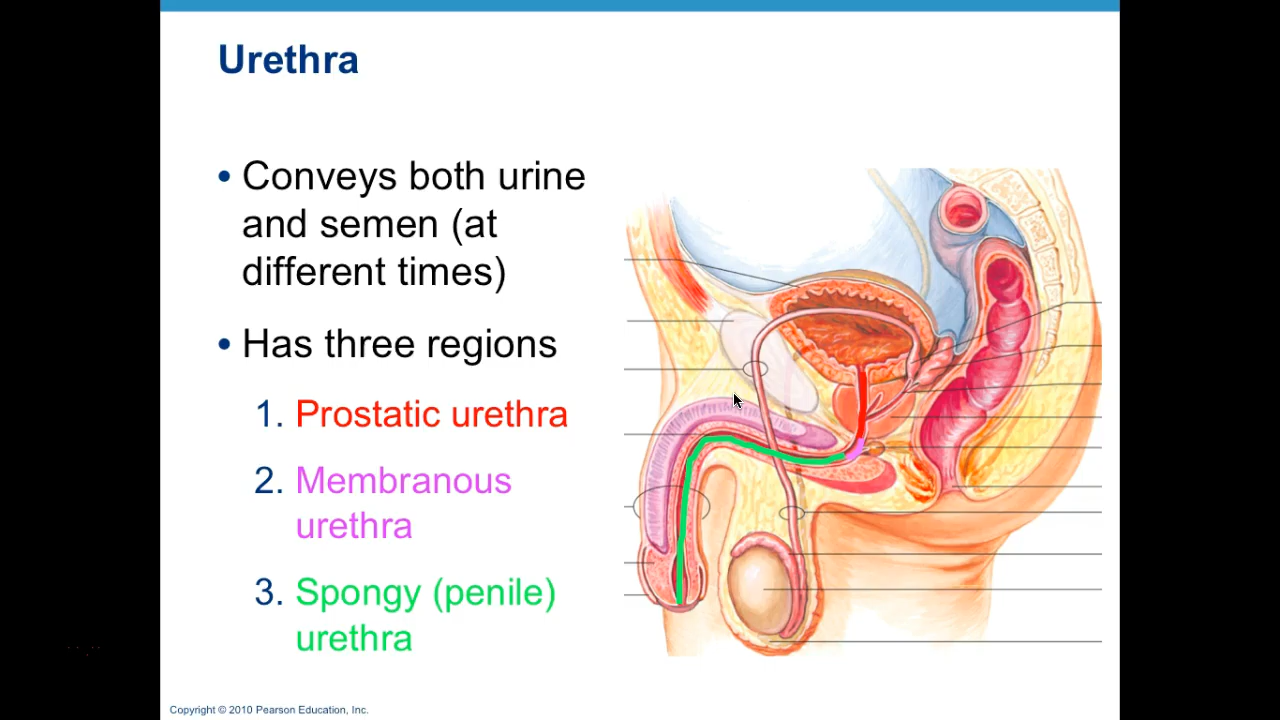 Urethra
• Conveys both urine
and semen (at
different times)
• Has three regions
1. Prostatic urethra
2. Membranous
urethra
3. Spongy (penile)
urethra
Copyright © 2010 Pearson Education, Inc.